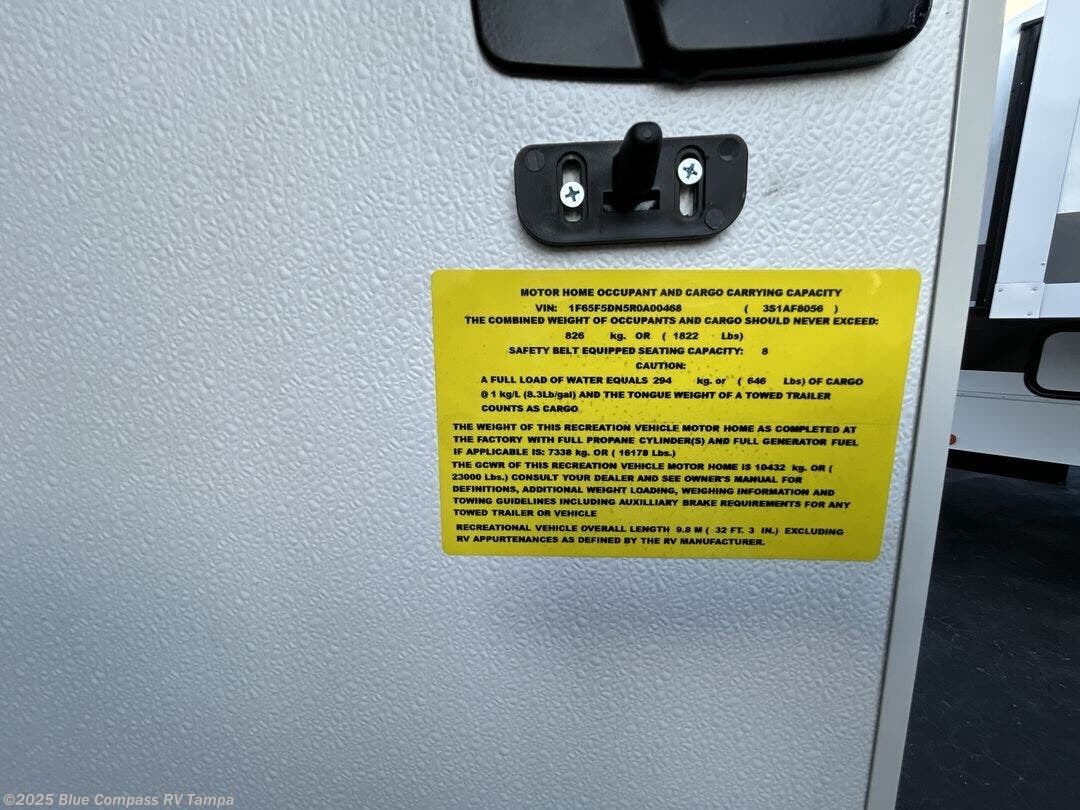 MOTOR HOME OCCUPANT AND CARGO CARRYING CAPACITY
VIN: 1F65F5DN5R0A00468 ( 3S1AF8056 )
THE COMBINED WEIGHT OF OCCUPANTS AND CARGO SHOULD NEVER EXCEED:
826 kg. OR ( 1822 Lbs)
SAFETY BELT EQUIPPED SEATING CAPACITY: 8
CAUTION:
A FULL LOAD OF WATER EQUALS 294 kg. or ( 646 Lbs) OF CARGO
@ 1 kg/L (8.3Lb/gal) AND THE TONGUE WEIGHT OF A TOWED TRAILER
COUNTS AS CARGO
THE WEIGHT OF THIS RECREATION VEHICLE MOTOR HOME AS COMPLETED AT
THE FACTORY WITH FULL PROPANE CYLINDER(S) AND FULL GENERATOR FUEL
IF APPLICABLE IS: 7338 kg. OR ( 16178 Lbs.)
THE GCWR OF THIS RECREATION VEHICLE MOTOR HOME IS 10432 kg. OR (
23000 Lbs.) CONSULT YOUR DEALER AND SEE OWNER'S MANUAL FOR
DEFINITIONS, ADDITIONAL WEIGHT LOADING, WEIGHING INFORMATION AND
TOWING GUIDELINES INCLUDING AUXILLIARY BRAKE REQUIREMENTS FOR ANY
TOWED TRAILER OR VEHICLE
RECREATIONAL VEHICLE OVERALL LENGTH 9.8 M ( 32 FT. 3 IN.) EXCLUDING
RV APPURTENANCES AS DEFINED BY THE RV MANUFACTURER.
©2025 Blue Compass RV Tampa